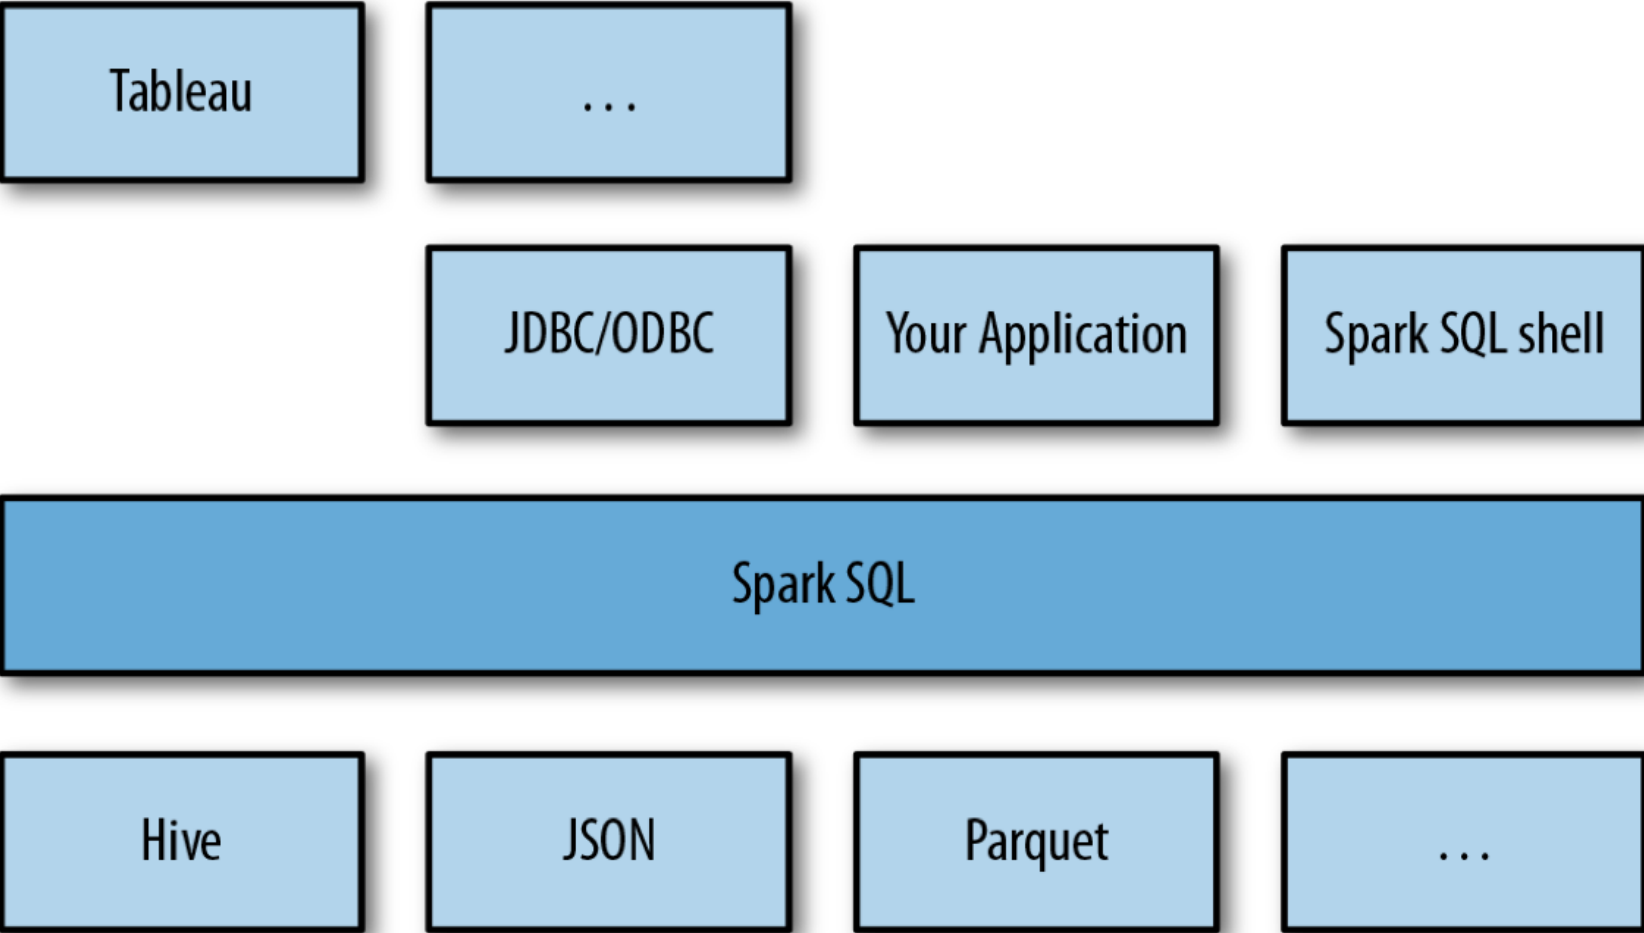 Tableau
. . .
JDBC/ODBC
Your Application
Spark SQL shell
Spark SQL
Hive
JSON
Parquet
. . .